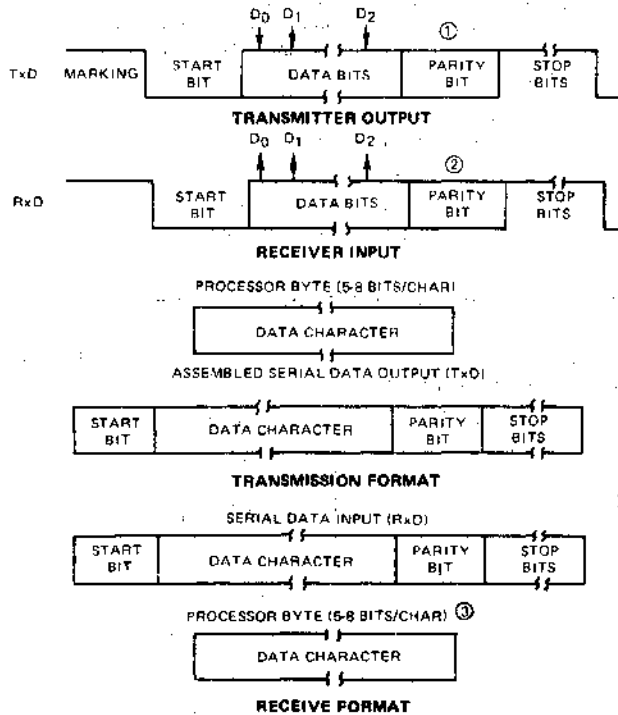 D0 D1 D2 ①
TxD MARKING START BIT DATA BITS PARITY BIT STOP BITS
TRANSMITTER OUTPUT
D0 D1 D2 ②
RxD START BIT DATA BITS PARITY BIT STOP BITS
RECEIVER INPUT
PROCESSOR BYTE (5-8 BITS/CHAR)
DATA CHARACTER
ASSEMBLED SERIAL DATA OUTPUT (TxD)
START BIT DATA CHARACTER PARITY BIT STOP BITS
TRANSMISSION FORMAT
SERIAL DATA INPUT (RxD)
START BIT DATA CHARACTER PARITY BIT STOP BITS
PROCESSOR BYTE (5-8 BITS/CHAR) ③
DATA CHARACTER
RECEIVE FORMAT